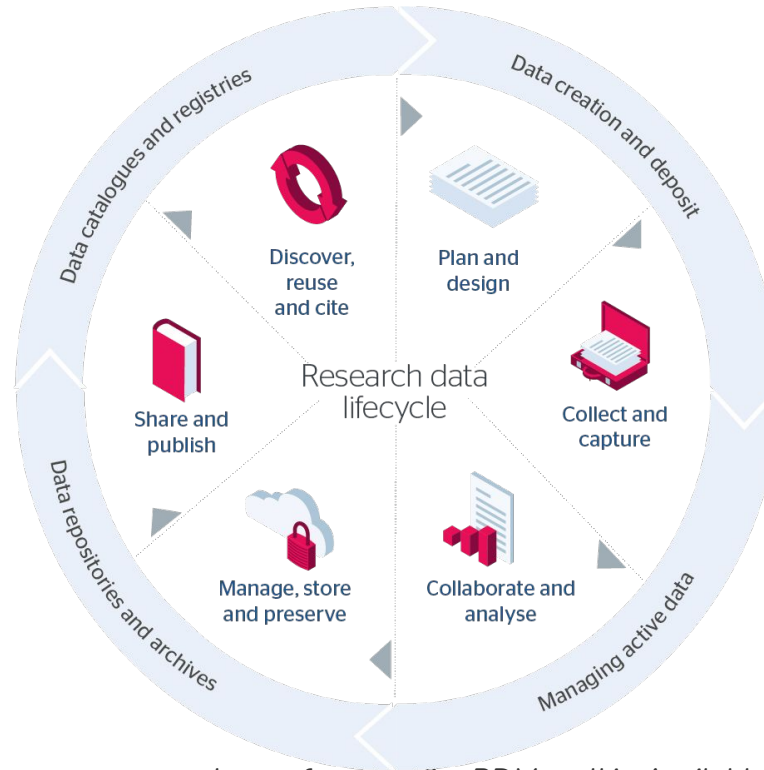 Data catalogues and registries
Data creation and deposit
Discover,
reuse
and cite
Plan and
design
Research data
lifecycle
Share and
publish
Collect and
capture
Manage, store
and preserve
Collaborate and
analyse
Data repositories and archives
Managing active data